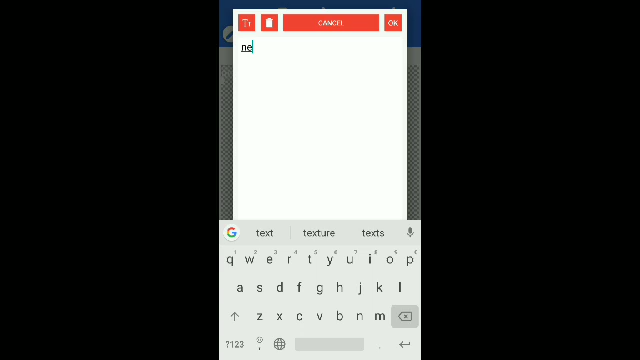 CANCEL OK
ne
text texture texts
q w e r t y u i o p
a s d f g h j k l
z x c v b n m
?123 , .